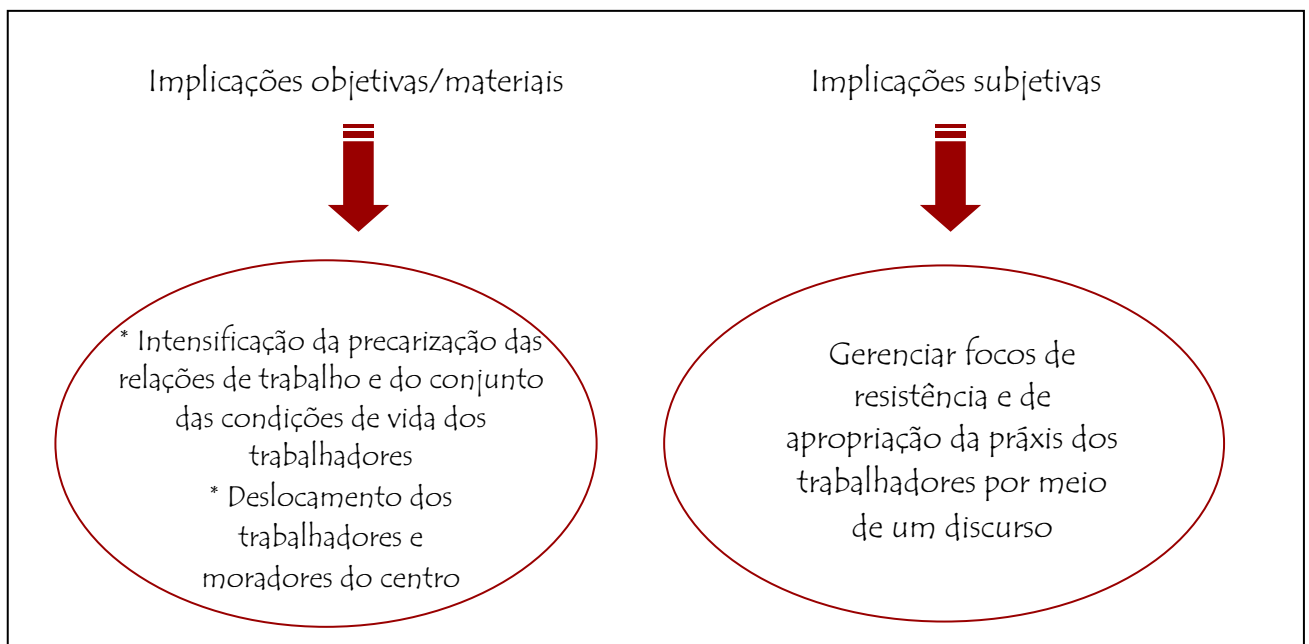 Implicações objetivas/materiais
* Intensificação da precarização das
relações de trabalho e do conjunto
das condições de vida dos
trabalhadores
* Deslocamento dos
trabalhadores e
moradores do centro
Implicações subjetivas
Gerenciar focos de
resistência e de
apropriação da práxis dos
trabalhadores por meio
de um discurso